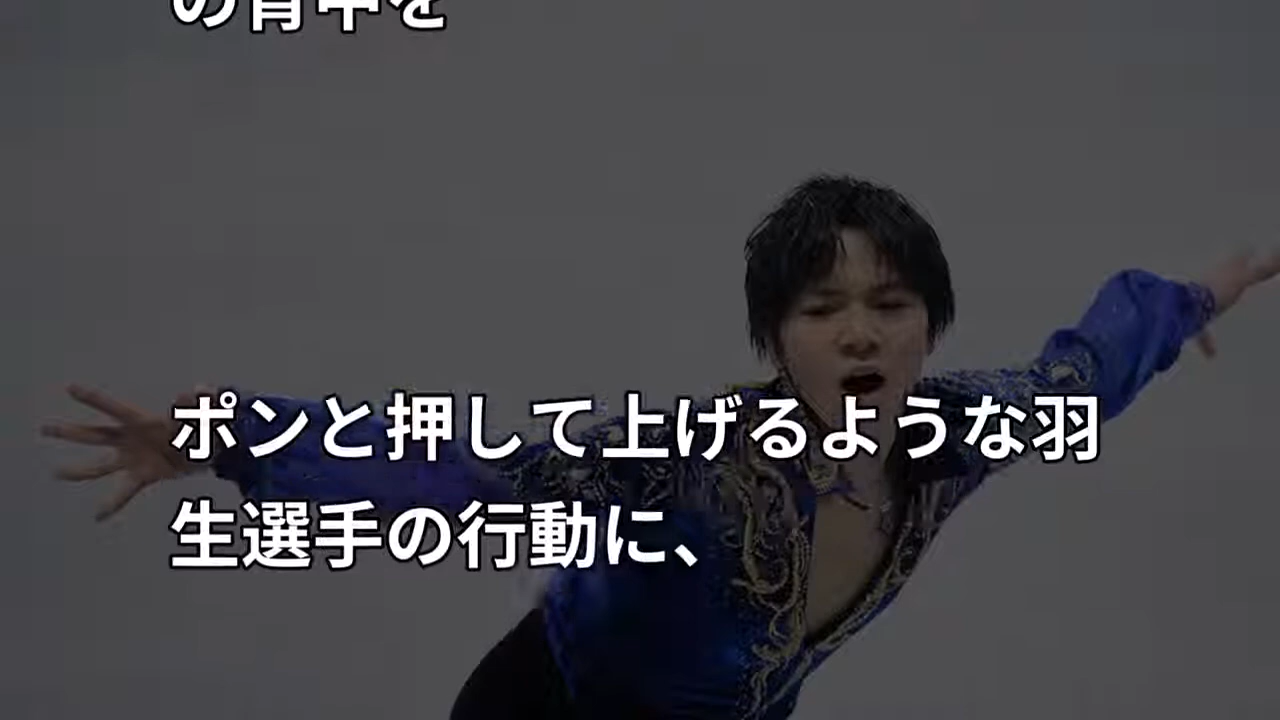 の背中を
ポンと押して上げるような羽
生選手の行動に、